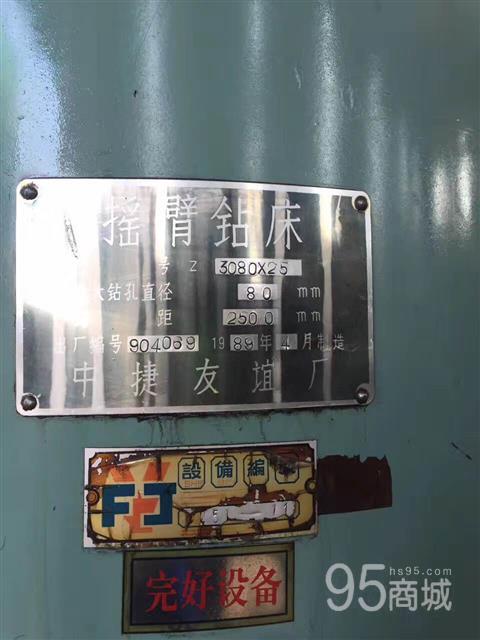 摇臂钻床
号 Z 3080X25
大钻孔直径 80 mm
距 2500 mm
出厂编号 904069 1989年4月制造
中捷友谊厂
設備編
完好设备
95商城
hs95.com